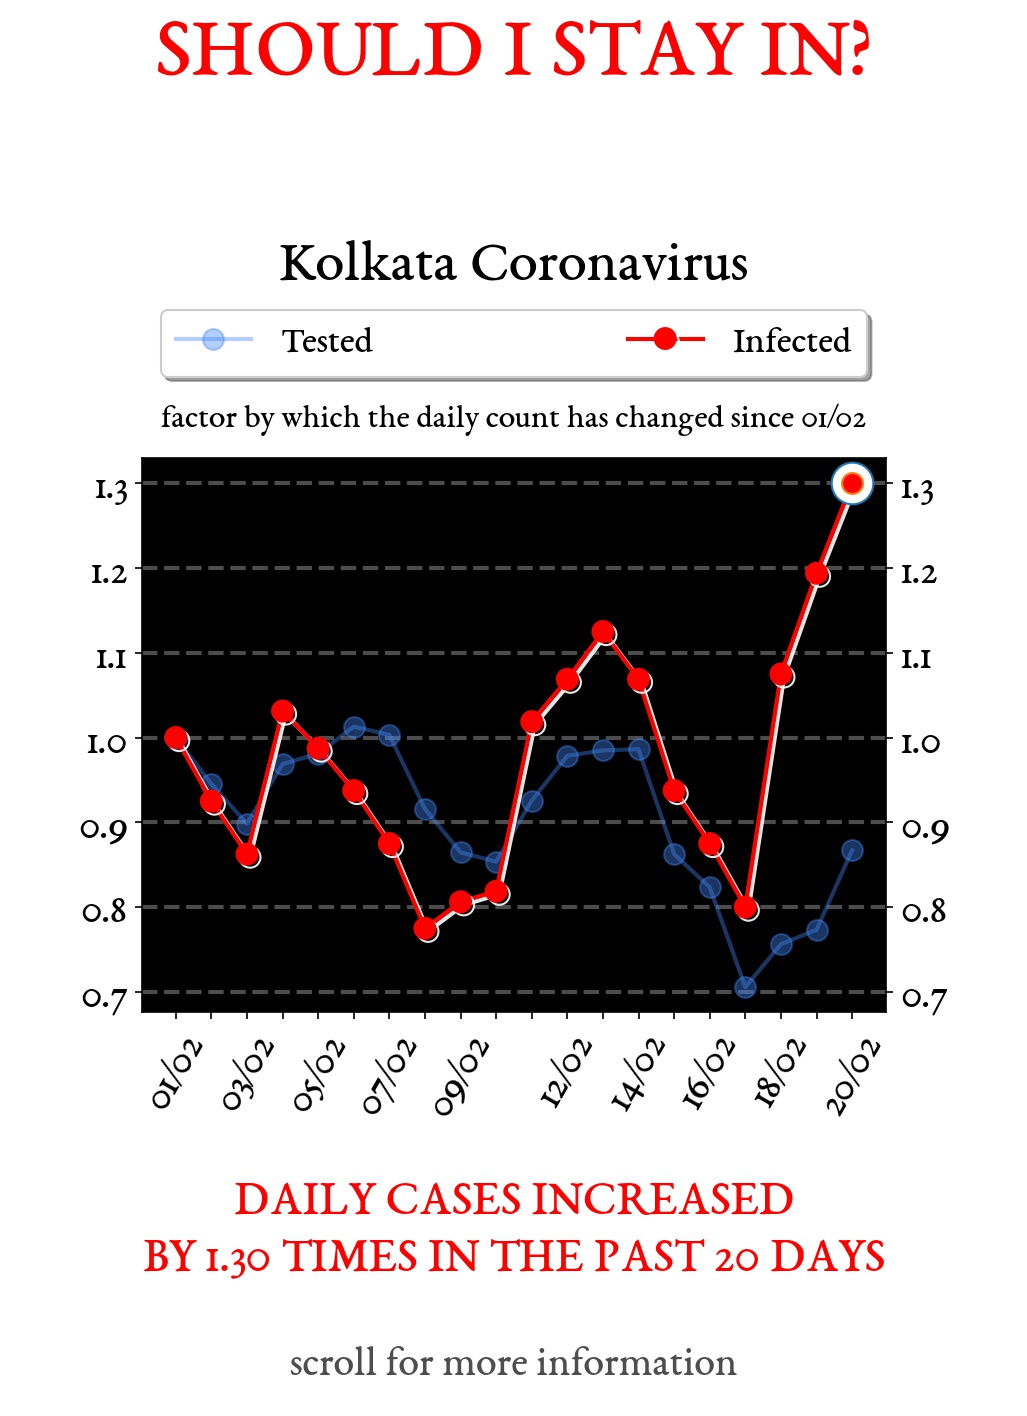 SHOULD I STAY IN?
Kolkata Coronavirus
Tested Infected
factor by which the daily count has changed since 01/02
1.3 1.3
1.2 1.2
1.1 1.1
1.0 1.0
0.9 0.9
0.8 0.8
0.7 0.7
01/02 03/02 05/02 07/02 09/02 12/02 14/02 16/02 18/02 20/02
DAILY CASES INCREASED
BY 1.30 TIMES IN THE PAST 20 DAYS
scroll for more information